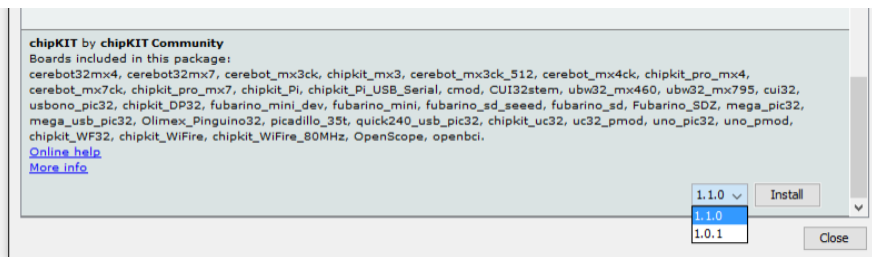 chipKIT by chipKIT Community
Boards included in this package:
cerebot32mx4, cerebot32mx7, cerebot_mx3ck, chipkit_mx3, cerebot_mx3ck_512, cerebot_mx4ck, chipkit_pro_mx4,
cerebot_mx7ck, chipkit_pro_mx7, chipkit_Pi, chipkit_Pi_USB_Serial, cmod, CUI32stem, ubw32_mx460, ubw32_mx795, cui32,
usbono_pic32, chipkit_DP32, fubarino_mini_dev, fubarino_mini, fubarino_sd_seeed, fubarino_sd, Fubarino_SDZ, mega_pic32,
mega_usb_pic32, Olimex_Pinguino32, picadillo_35t, quick240_usb_pic32, chipkit_uc32, uc32_pmod, uno_pic32, uno_pmod,
chipkit_WF32, chipkit_WiFire, chipkit_WiFire_80MHz, OpenScope, openbci.
Online help
More info
1.1.0 Install
1.1.0
1.0.1
Close